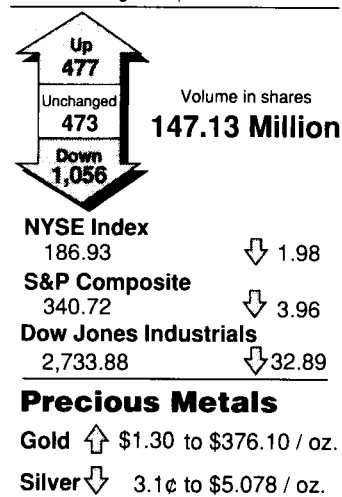 Up
477
Unchanged
473
Down
1,056
Volume in shares
147.13 Million
NYSE Index
186.93 1.98
S&P Composite
340.72 3.96
Dow Jones Industrials
2,733.88 32.89
Precious Metals
Gold $1.30 to $376.10 / oz.
Silver 3.1¢ to $5.078 / oz.